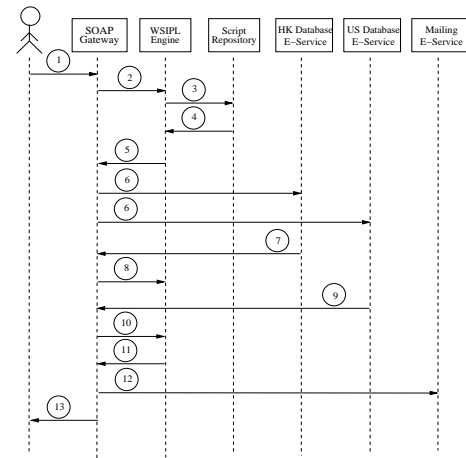 SOAP
Gateway
WSIPL
Engine
Script
Repository
HK Database
E-Service
US Database
E-Service
Mailing
E-Service
1
2
3
4
5
6
6
7
8
9
10
11
12
13